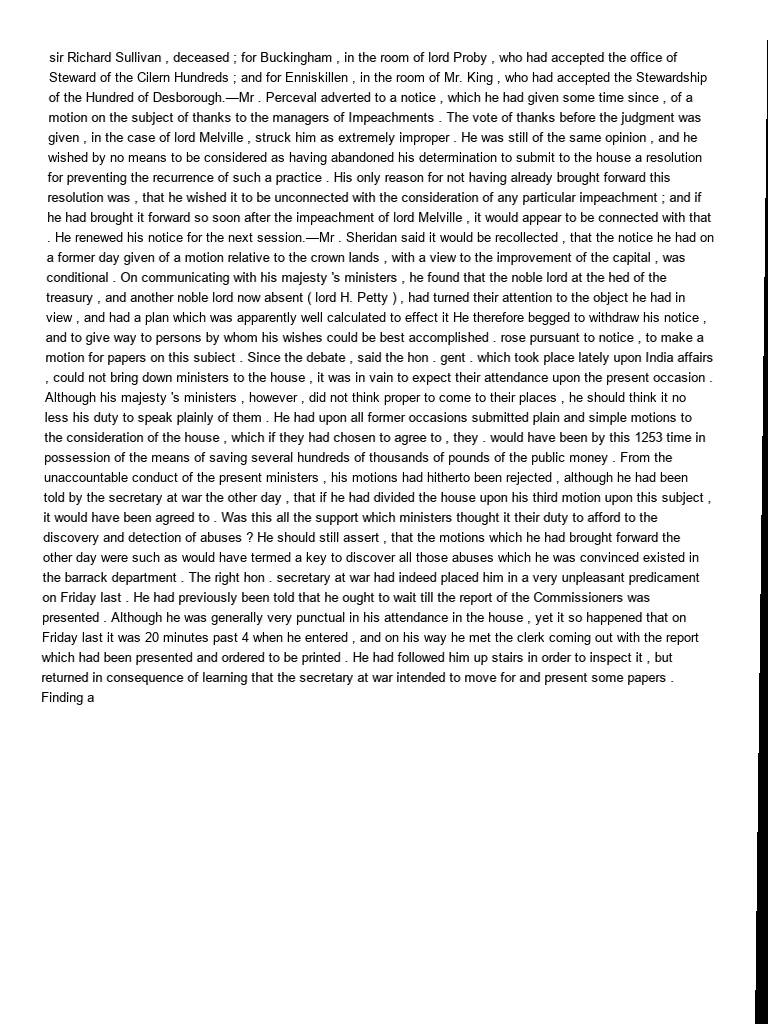 sir Richard Sullivan , deceased ; for Buckingham , in the room of lord Proby , who had accepted the office of
Steward of the Cilern Hundreds ; and for Enniskillen , in the room of Mr. King , who had accepted the Stewardship
of the Hundred of Desborough.—Mr . Perceval adverted to a notice , which he had given some time since , of a
motion on the subject of thanks to the managers of Impeachments . The vote of thanks before the judgment was
given , in the case of lord Melville , struck him as extremely improper . He was still of the same opinion , and he
wished by no means to be considered as having abandoned his determination to submit to the house a resolution
for preventing the recurrence of such a practice . His only reason for not having already brought forward this
resolution was , that he wished it to be unconnected with the consideration of any particular impeachment ; and if
he had brought it forward so soon after the impeachment of lord Melville , it would appear to be connected with that
. He renewed his notice for the next session.—Mr . Sheridan said it would be recollected , that the notice he had on
a former day given of a motion relative to the crown lands , with a view to the improvement of the capital , was
conditional . On communicating with his majesty 's ministers , he found that the noble lord at the hed of the
treasury , and another noble lord now absent ( lord H. Petty ) , had turned their attention to the object he had in
view , and had a plan which was apparently well calculated to effect it He therefore begged to withdraw his notice ,
and to give way to persons by whom his wishes could be best accomplished . rose pursuant to notice , to make a
motion for papers on this subiect . Since the debate , said the hon . gent . which took place lately upon India affairs
, could not bring down ministers to the house , it was in vain to expect their attendance upon the present occasion .
Although his majesty 's ministers , however , did not think proper to come to their places , he should think it no
less his duty to speak plainly of them . He had upon all former occasions submitted plain and simple motions to
the consideration of the house , which if they had chosen to agree to , they . would have been by this 1253 time in
possession of the means of saving several hundreds of thousands of pounds of the public money . From the
unaccountable conduct of the present ministers , his motions had hitherto been rejected , although he had been
told by the secretary at war the other day , that if he had divided the house upon his third motion upon this subject ,
it would have been agreed to . Was this all the support which ministers thought it their duty to afford to the
discovery and detection of abuses ? He should still assert , that the motions which he had brought forward the
other day were such as would have termed a key to discover all those abuses which he was convinced existed in
the barrack department . The right hon . secretary at war had indeed placed him in a very unpleasant predicament
on Friday last . He had previously been told that he ought to wait till the report of the Commissioners was
presented . Although he was generally very punctual in his attendance in the house , yet it so happened that on
Friday last it was 20 minutes past 4 when he entered , and on his way he met the clerk coming out with the report
which had been presented and ordered to be printed . He had followed him up stairs in order to inspect it , but
returned in consequence of learning that the secretary at war intended to move for and present some papers .
Finding a